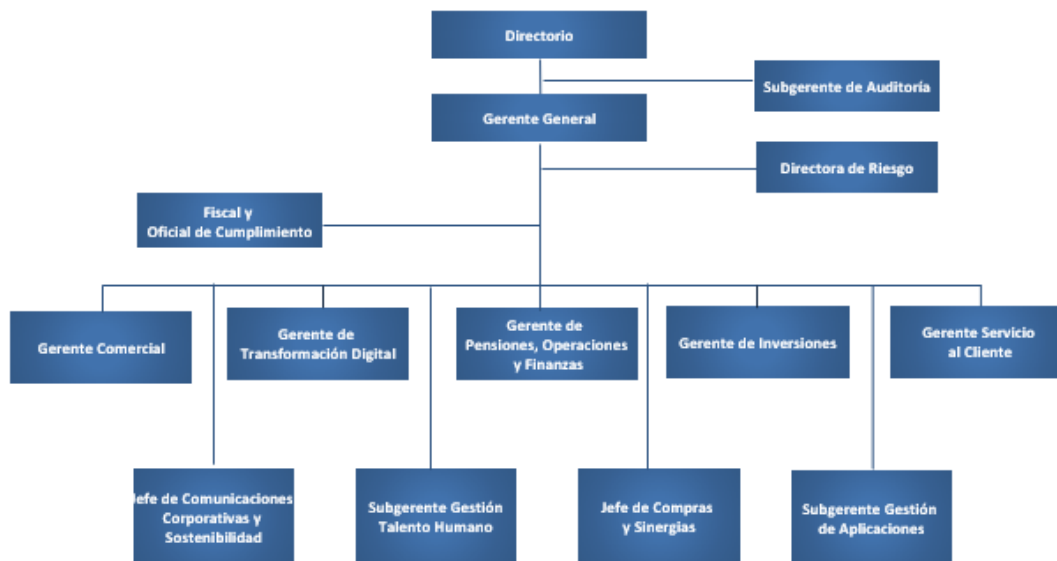 Directorio
Subgerente de Auditoría
Gerente General
Directora de Riesgo
Fiscal y
Oficial de Cumplimiento
Gerente Comercial
Gerente de
Transformación Digital
Gerente de
Pensiones, Operaciones
y Finanzas
Gerente de Inversiones
Gerente Servicio
al Cliente
Jefe de Comunicaciones
Corporativas y
Sostenibilidad
Subgerente Gestión
Talento Humano
Jefe de Compras
y Sinergias
Subgerente Gestión
de Aplicaciones